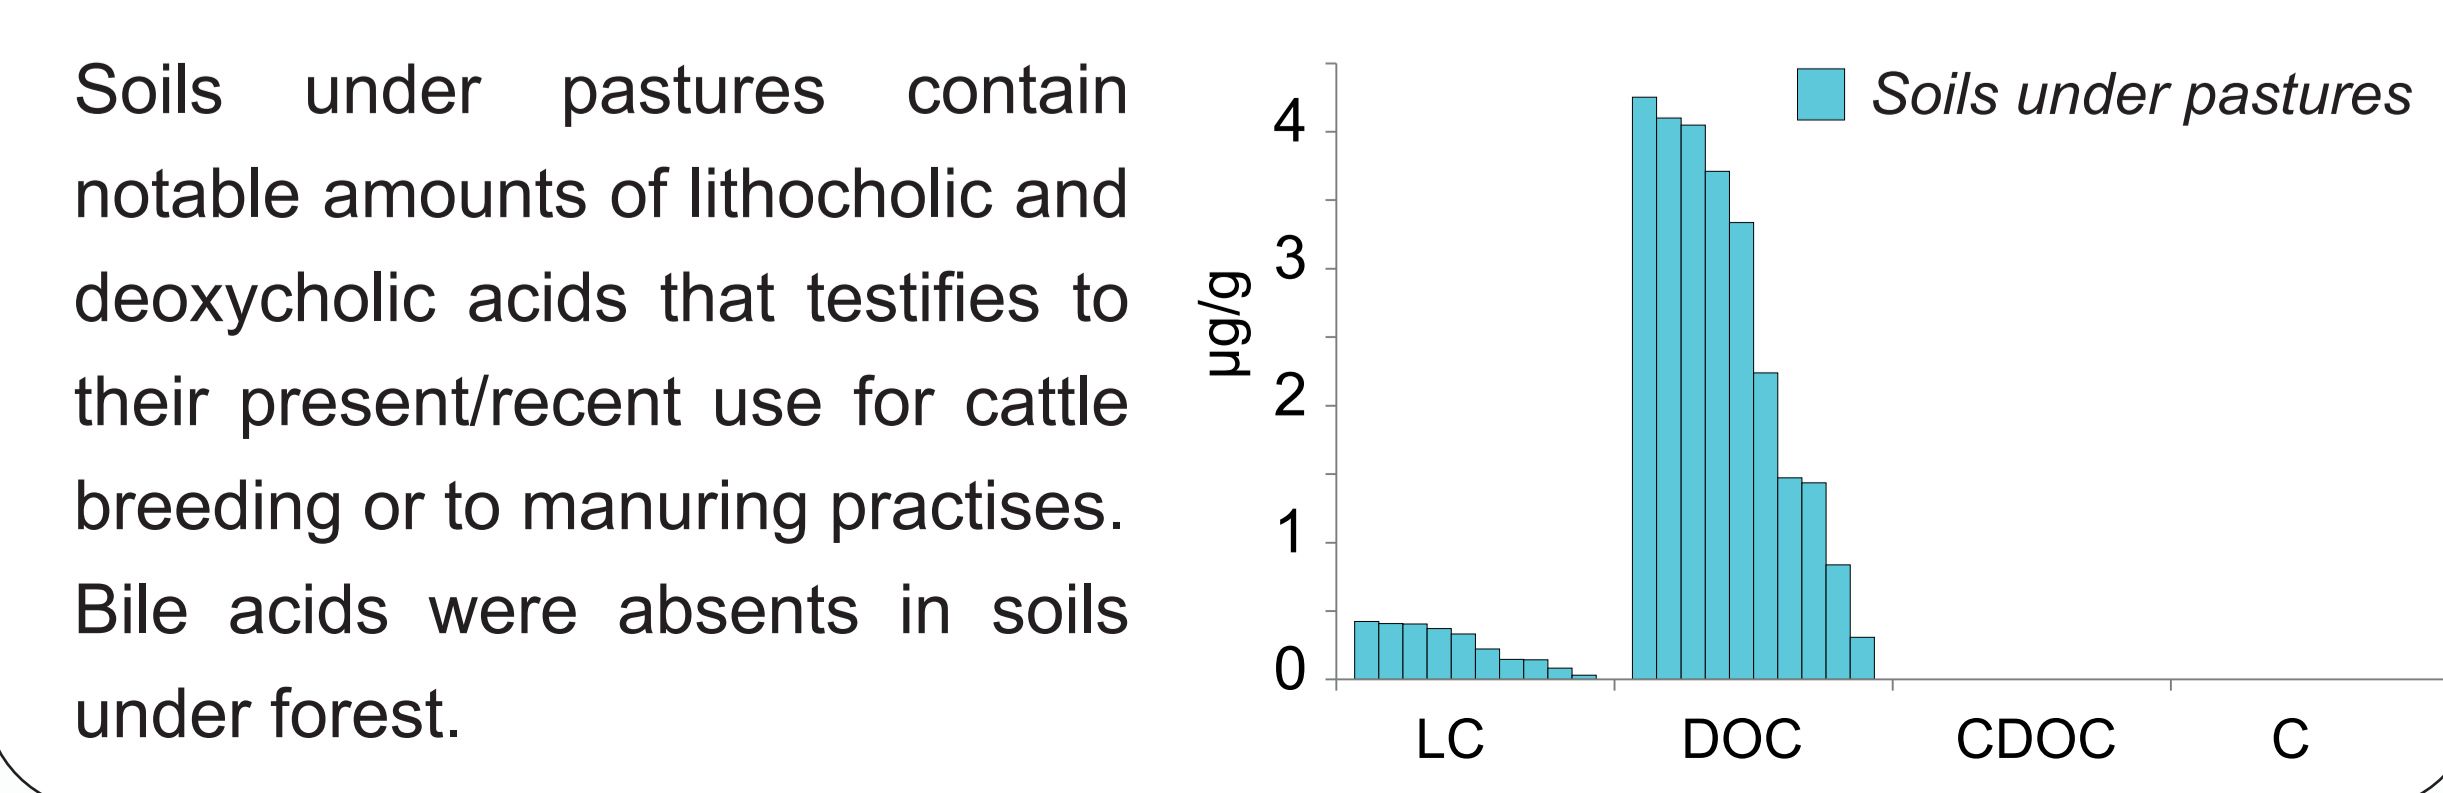 Soils under pastures contain
notable amounts of lithocholic and
deoxycholic acids that testifies to
their present/recent use for cattle
breeding or to manuring practises.
Bile acids were absents in soils
under forest.
Soils under pastures
µg/g
4
3
2
1
0
LC DOC CDOC C